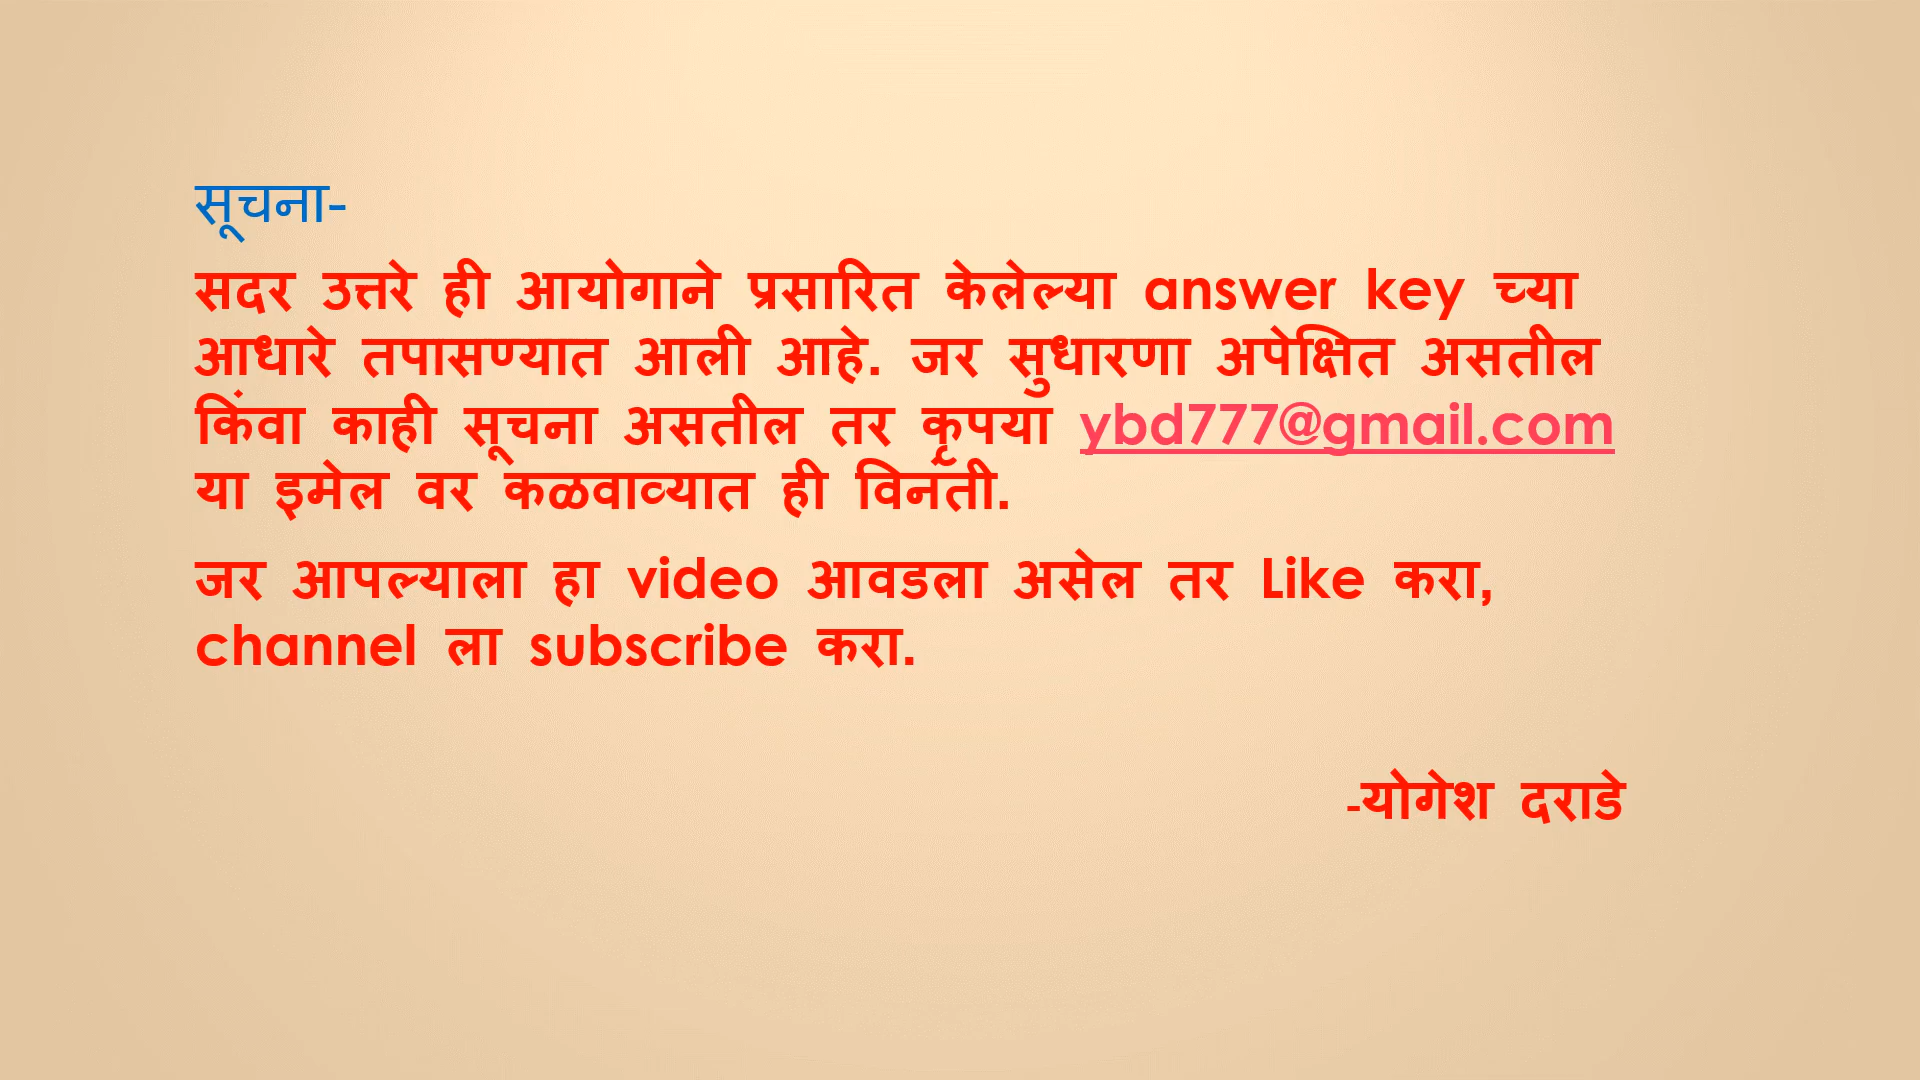 सूचना-
सदर उत्तरे ही आयोगाने प्रसारित केलेल्या answer key च्या
आधारे तपासण्यात आली आहे. जर सुधारणा अपेक्षित असतील
किंवा काही सूचना असतील तर कृपया ybd777@gmail.com
या इमेल वर कळवाव्यात ही विनंती.
जर आपल्याला हा video आवडला असेल तर Like करा,
channel ला subscribe करा.
-योगेश दराडे